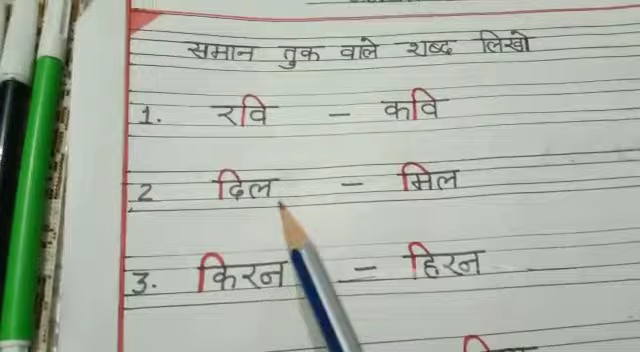 समान तुक वाले शब्द लिखो
1. रवि – कवि
2 दिल – मिल
3. किरन = हिरन